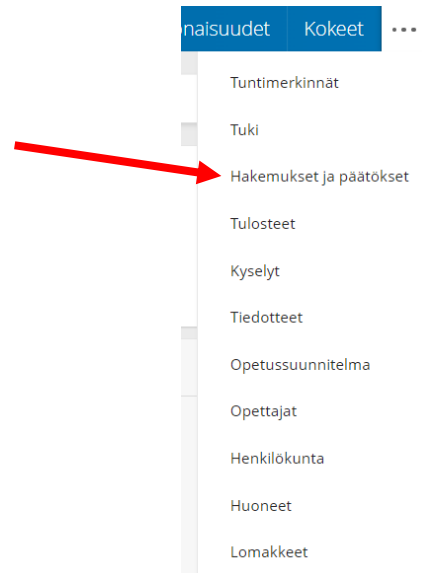 naisuudet Kokeet ...
Tuntimerkinnät
Tuki
Hakemukset ja päätökset
Tulosteet
Kyselyt
Tiedotteet
Opetussuunnitelma
Opettajat
Henkilökunta
Huoneet
Lomakkeet